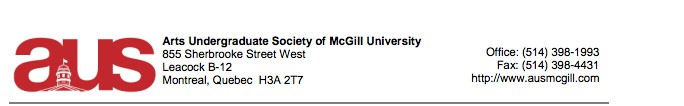 aus
Arts Undergraduate Society of McGill University
855 Sherbrooke Street West
Leacock B-12
Montreal, Quebec  H3A 2T7
Office: (514) 398-1993
Fax: (514) 398-4431
http://www.ausmcgill.com